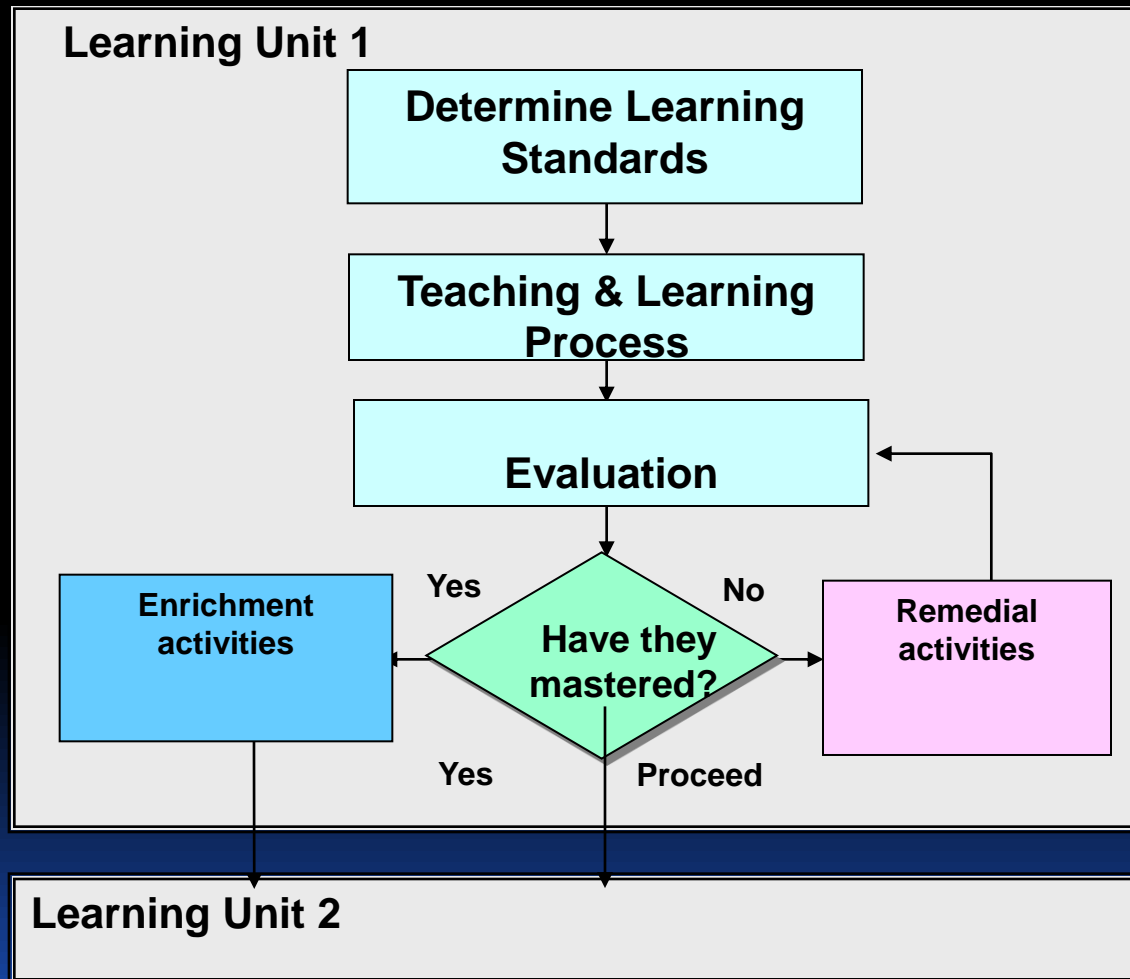 Learning Unit 1
Determine Learning
Standards
Teaching & Learning
Process
Evaluation
Yes
No
Enrichment
activities
Have they
mastered?
Remedial
activities
Yes
Proceed
Learning Unit 2